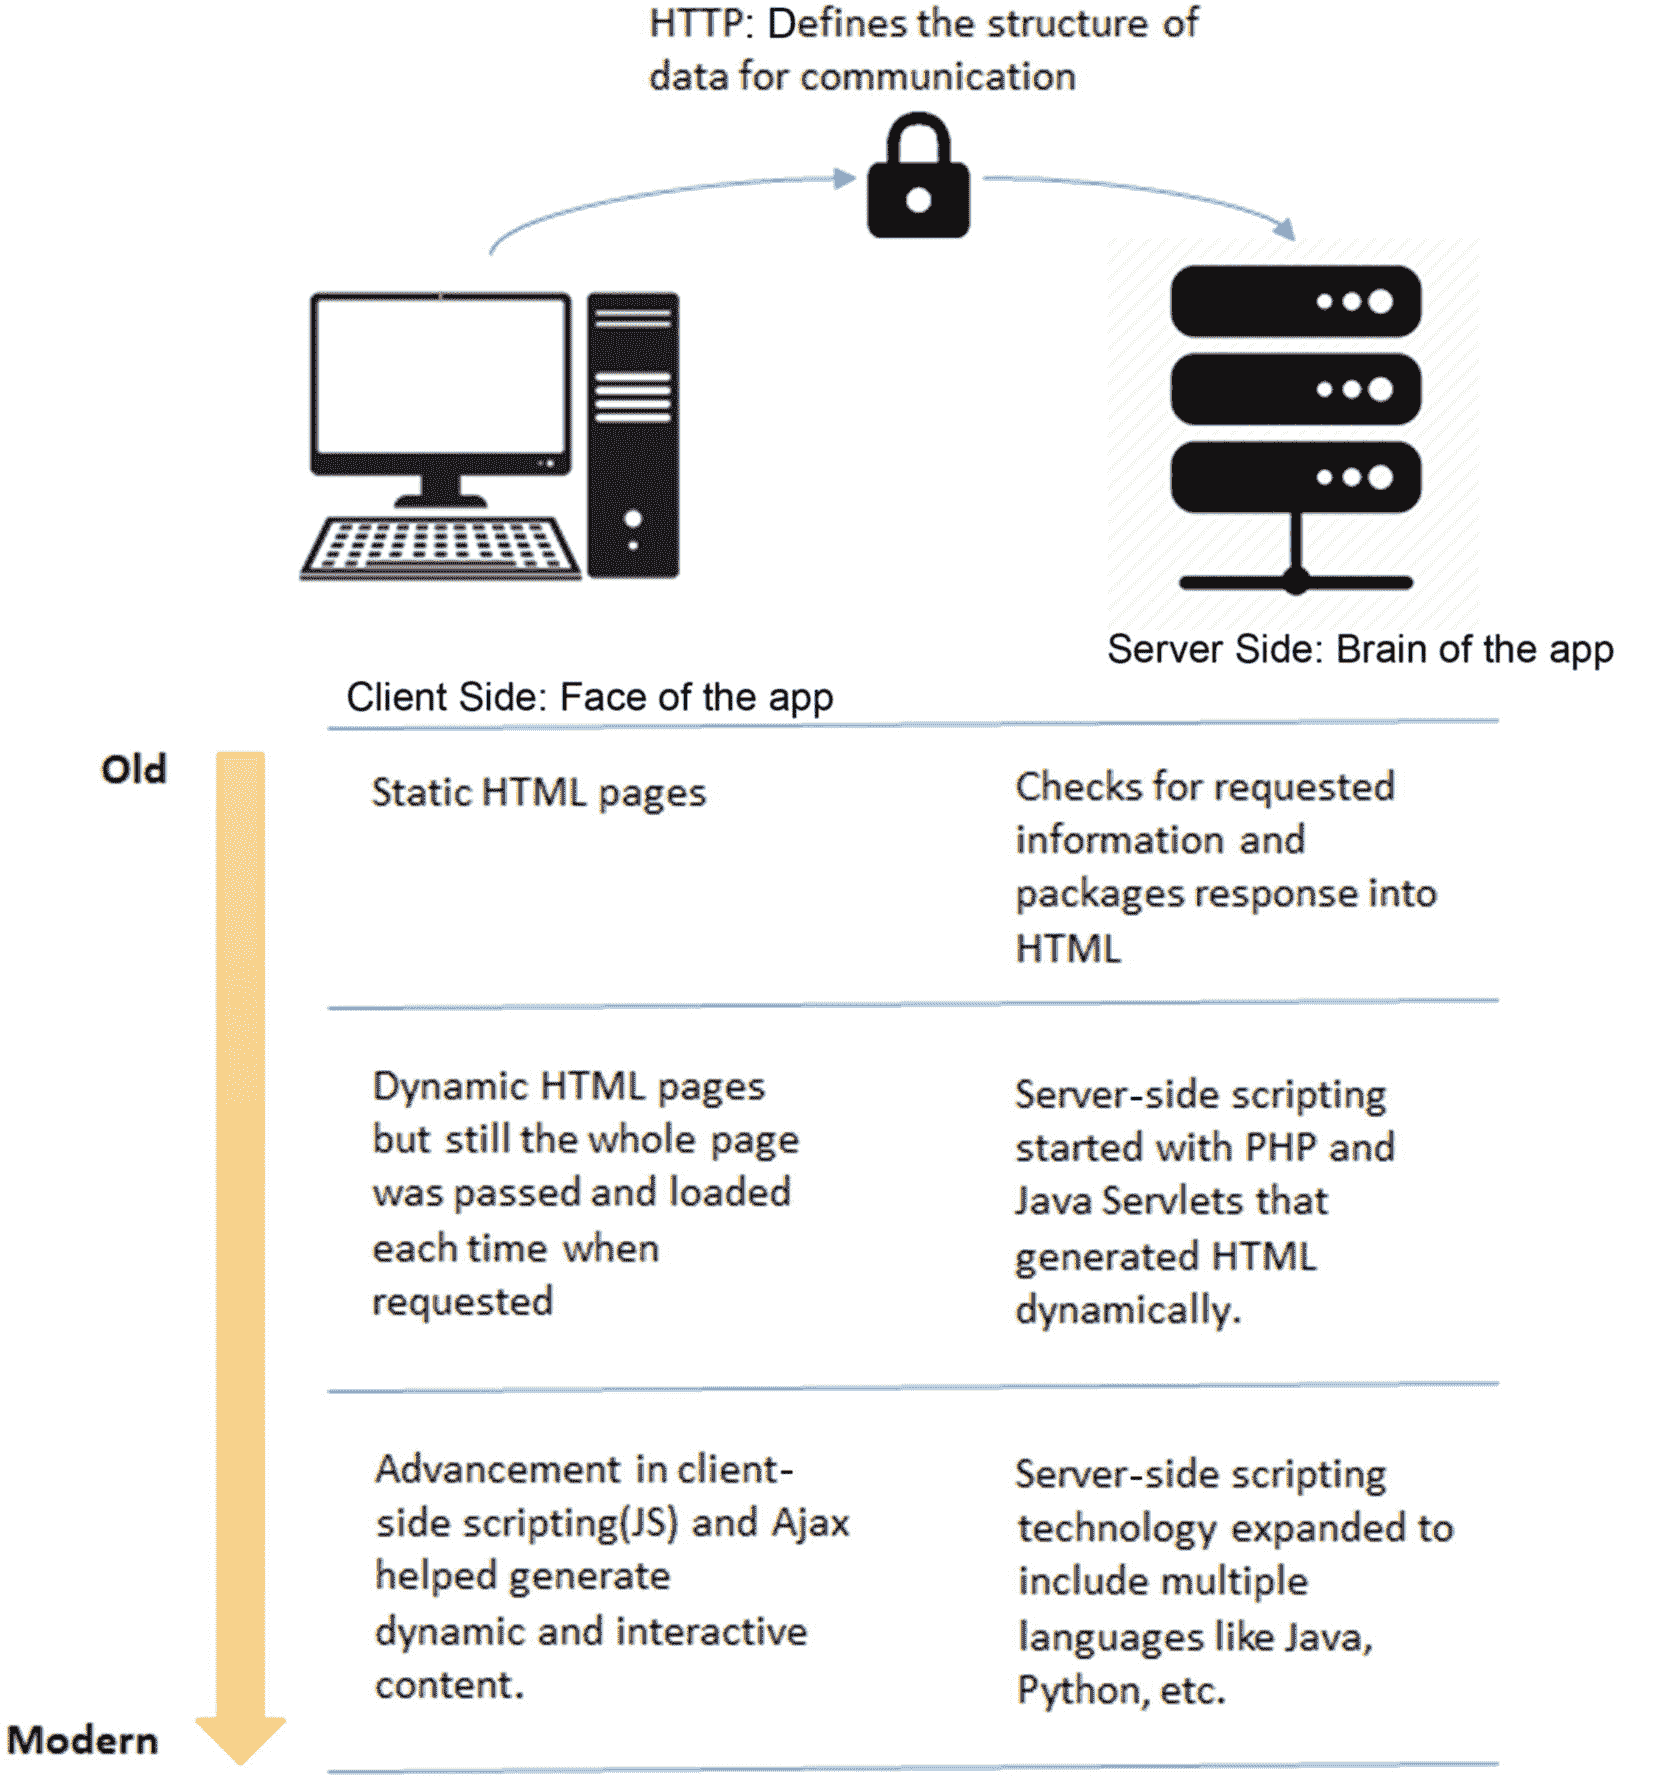 HTTP: Defines the structure of
data for communication
Server Side: Brain of the app
Client Side: Face of the app
Old
Static HTML pages
Checks for requested
information and
packages response into
HTML
Dynamic HTML pages
but still the whole page
was passed and loaded
each time when
requested
Server-side scripting
started with PHP and
Java Servlets that
generated HTML
dynamically.
Advancement in client-
side scripting(JS) and Ajax
helped generate
dynamic and interactive
content.
Server-side scripting
technology expanded to
include multiple
languages like Java,
Python, etc.
Modern